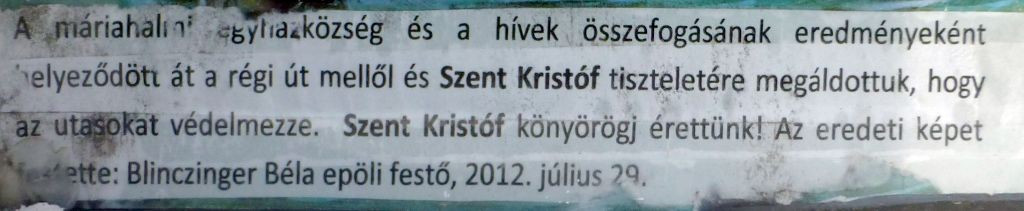 A máriahalmi egyházközség és a hívek összefogásának eredményeként
helyeződött át a régi út mellől és Szent Kristóf tiszteletére megáldottuk, hogy
az utasokat védelmezze. Szent Kristóf könyörögj érettünk! Az eredeti képet
festette: Blinczinger Béla epöli festő, 2012. július 29.